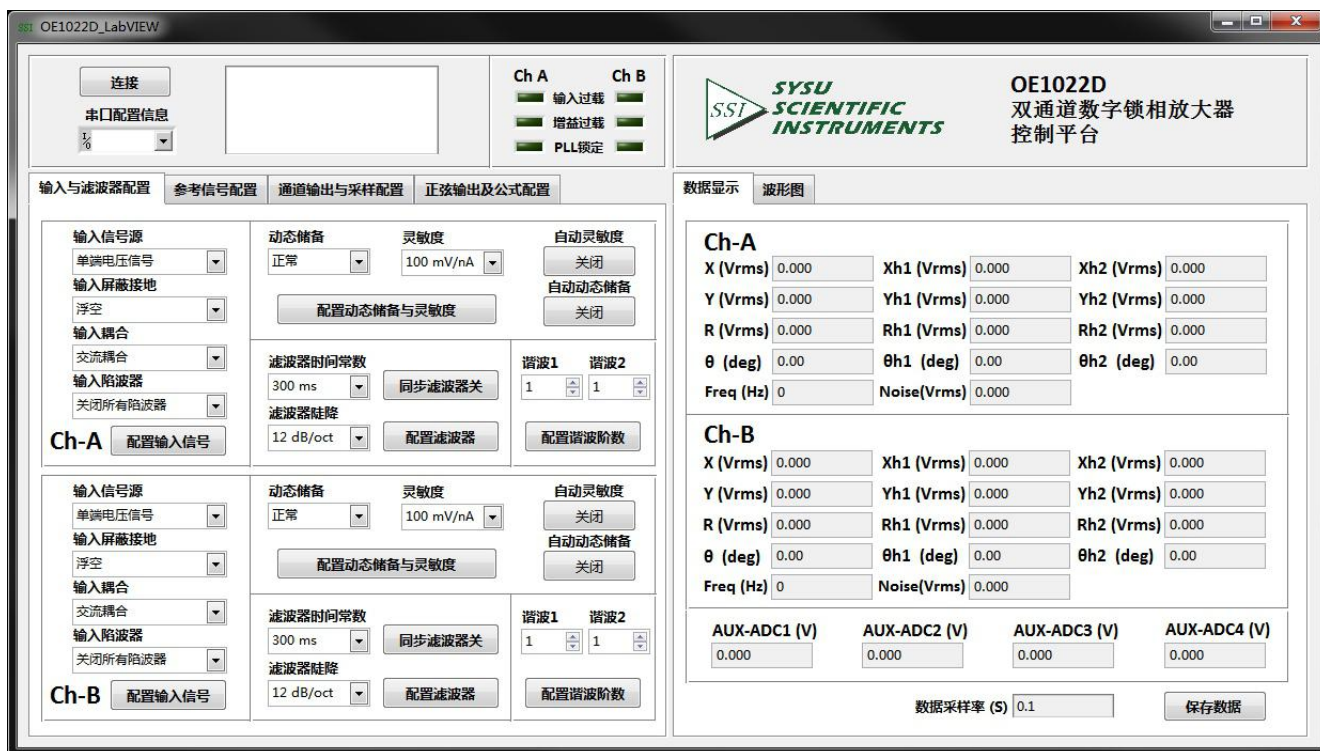 SSI OE1022D_LabVIEW
连接
串口配置信息
I/O
Ch A Ch B
输入过载
增益过载
PLL锁定
SSI
SYSU
SCIENTIFIC
INSTRUMENTS
OE1022D
双通道数字锁相放大器
控制平台
输入与滤波器配置 参考信号配置 通道输出与采样配置 正弦输出及公式配置
输入信号源
单端电压信号
输入屏蔽接地
浮空
输入耦合
交流耦合
输入陷波器
关闭所有陷波器
Ch-A 配置输入信号
动态储备 灵敏度 自动灵敏度
正常 100 mV/nA 关闭
自动动态储备
配置动态储备与灵敏度 关闭
滤波器时间常数
300 ms 同步滤波器关
滤波器陡降
12 dB/oct 配置滤波器
谐波1 谐波2
1 1
配置谐波阶数
输入信号源
单端电压信号
输入屏蔽接地
浮空
输入耦合
交流耦合
输入陷波器
关闭所有陷波器
Ch-B 配置输入信号
动态储备 灵敏度 自动灵敏度
正常 100 mV/nA 关闭
自动动态储备
配置动态储备与灵敏度 关闭
滤波器时间常数
300 ms 同步滤波器关
滤波器陡降
12 dB/oct 配置滤波器
谐波1 谐波2
1 1
配置谐波阶数
数据显示 波形图
Ch-A
X (Vrms) 0.000 Xh1 (Vrms) 0.000 Xh2 (Vrms) 0.000
Y (Vrms) 0.000 Yh1 (Vrms) 0.000 Yh2 (Vrms) 0.000
R (Vrms) 0.000 Rh1 (Vrms) 0.000 Rh2 (Vrms) 0.000
θ (deg) 0.00 θh1 (deg) 0.00 θh2 (deg) 0.00
Freq (Hz) 0 Noise(Vrms) 0.000
Ch-B
X (Vrms) 0.000 Xh1 (Vrms) 0.000 Xh2 (Vrms) 0.000
Y (Vrms) 0.000 Yh1 (Vrms) 0.000 Yh2 (Vrms) 0.000
R (Vrms) 0.000 Rh1 (Vrms) 0.000 Rh2 (Vrms) 0.000
θ (deg) 0.00 θh1 (deg) 0.00 θh2 (deg) 0.00
Freq (Hz) 0 Noise(Vrms) 0.000
AUX-ADC1 (V) AUX-ADC2 (V) AUX-ADC3 (V) AUX-ADC4 (V)
0.000 0.000 0.000 0.000
数据采样率 (S) 0.1 保存数据